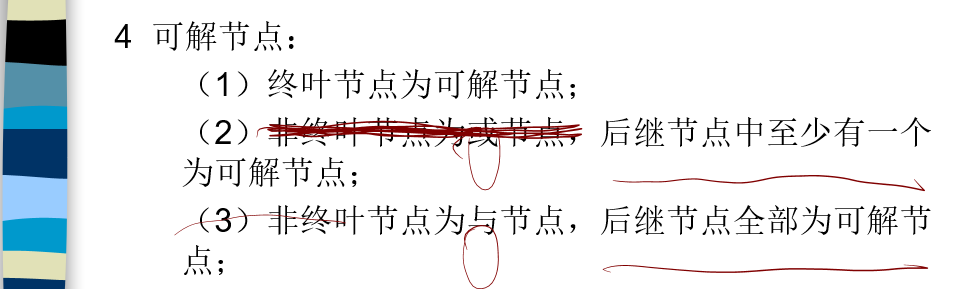 4 可解节点：
（1）终叶节点为可解节点；
（2）非终叶节点为或节点，后继节点中至少有一个
为可解节点；
（3）非终叶节点为与节点，后继节点全部为可解节
点；